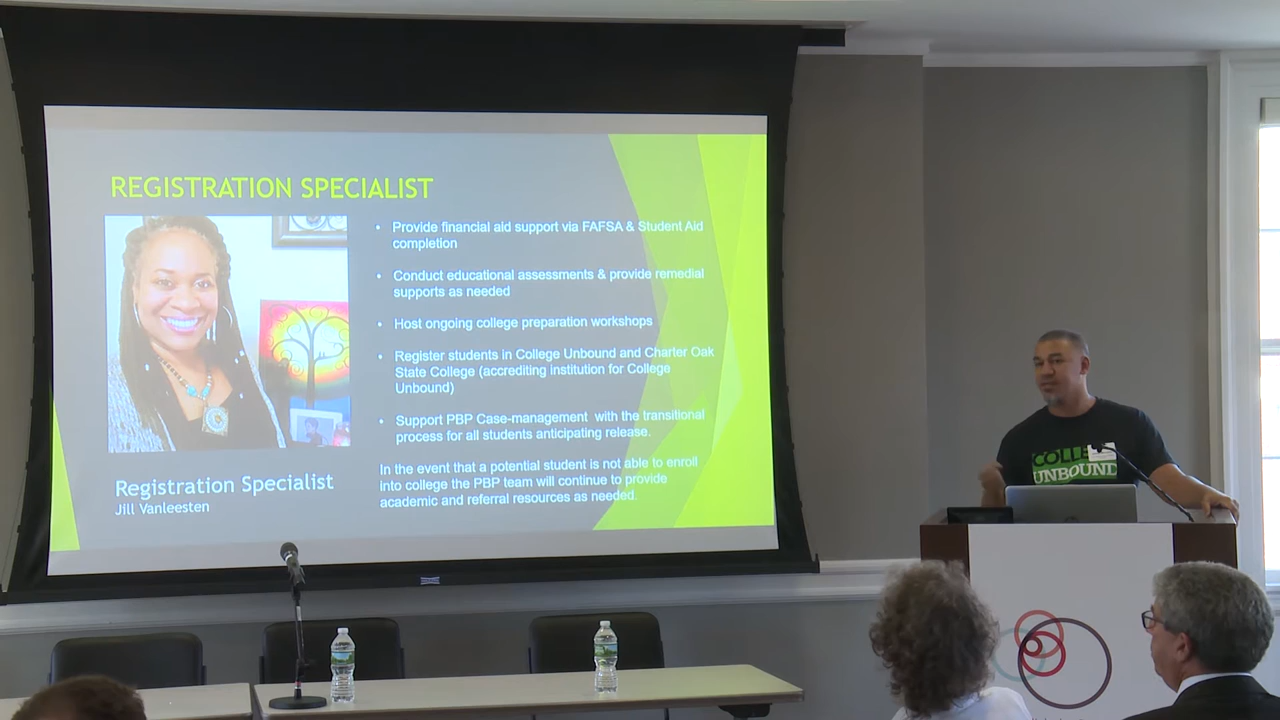 REGISTRATION SPECIALIST
• Provide financial aid support via FAFSA & Student Aid
completion
• Conduct educational assessments & provide remedial
supports as needed
• Host ongoing college preparation workshops
• Register students in College Unbound and Charter Oak
State College (accrediting institution for College
Unbound)
• Support PBP Case-management with the transitional
process for all students anticipating release.
In the event that a potential student is not able to enroll
into college the PBP team will continue to provide
academic and referral resources as needed.
Registration Specialist
Jill Vanleesten
UNBOUND